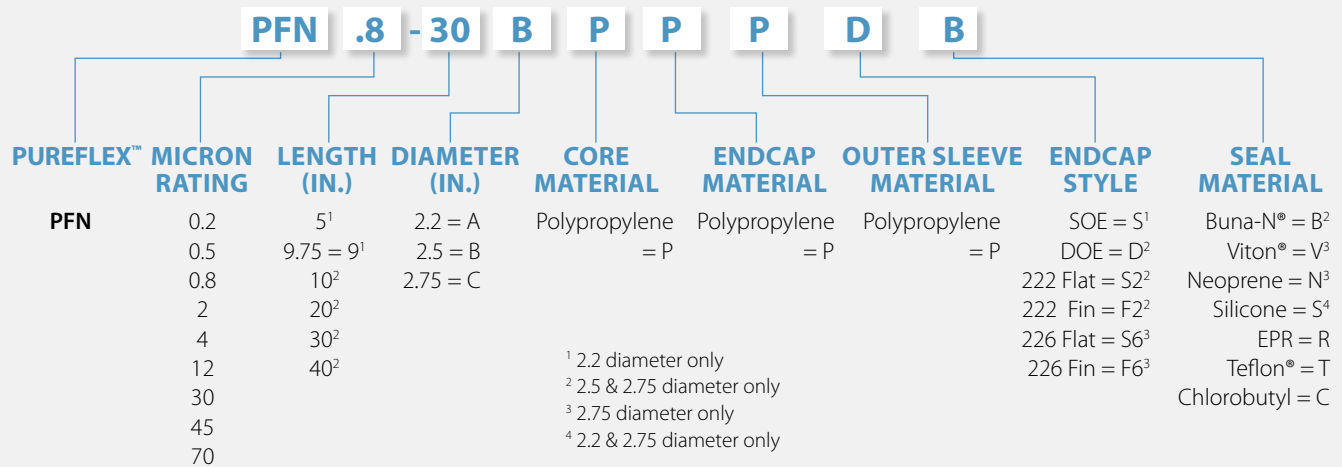 PFN .8 - 30 B P P P D B
PUREFLEX™ MICRON RATING LENGTH (IN.) DIAMETER (IN.) CORE MATERIAL ENDCAP MATERIAL OUTER SLEEVE MATERIAL ENDCAP STYLE SEAL MATERIAL
PFN 0.2 5¹ 2.2 = A Polypropylene Polypropylene Polypropylene SOE = S¹ Buna-N® = B²
0.5 9.75 = 9¹ 2.5 = B = P = P = P DOE = D² Viton® = V³
0.8 10² 2.75 = C 222 Flat = S2² Neoprene = N³
2 20² 222 Fin = F2² Silicone = S⁴
4 30² 226 Flat = S6³ EPR = R
12 40² 226 Fin = F6³ Teflon® = T
30 Chlorobutyl = C
45
70
¹ 2.2 diameter only
² 2.5 & 2.75 diameter only
³ 2.75 diameter only
⁴ 2.2 & 2.75 diameter only